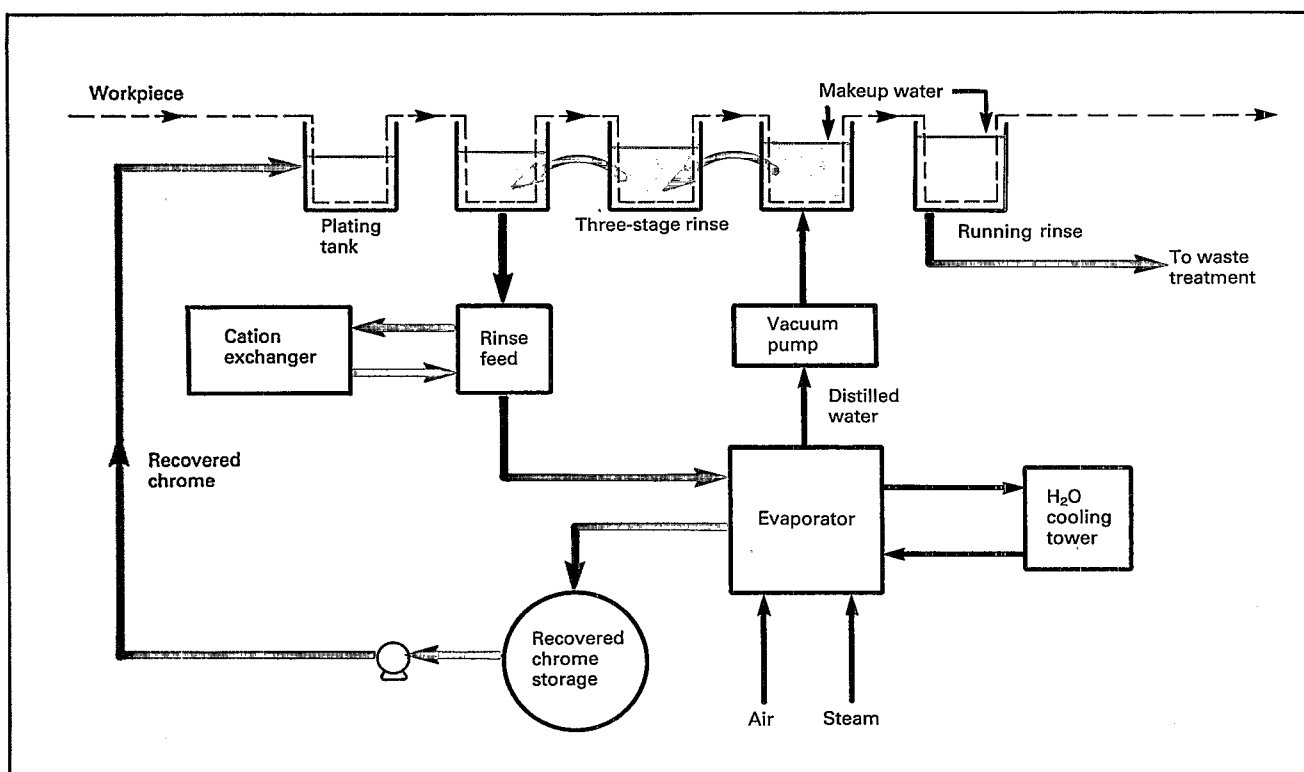 Workpiece
Makeup water
Plating
tank
Three-stage rinse
Running rinse
To waste
treatment
Cation
exchanger
Rinse
feed
Vacuum
pump
Distilled
water
Recovered
chrome
Evaporator
H₂O
cooling
tower
Recovered
chrome
storage
Air
Steam